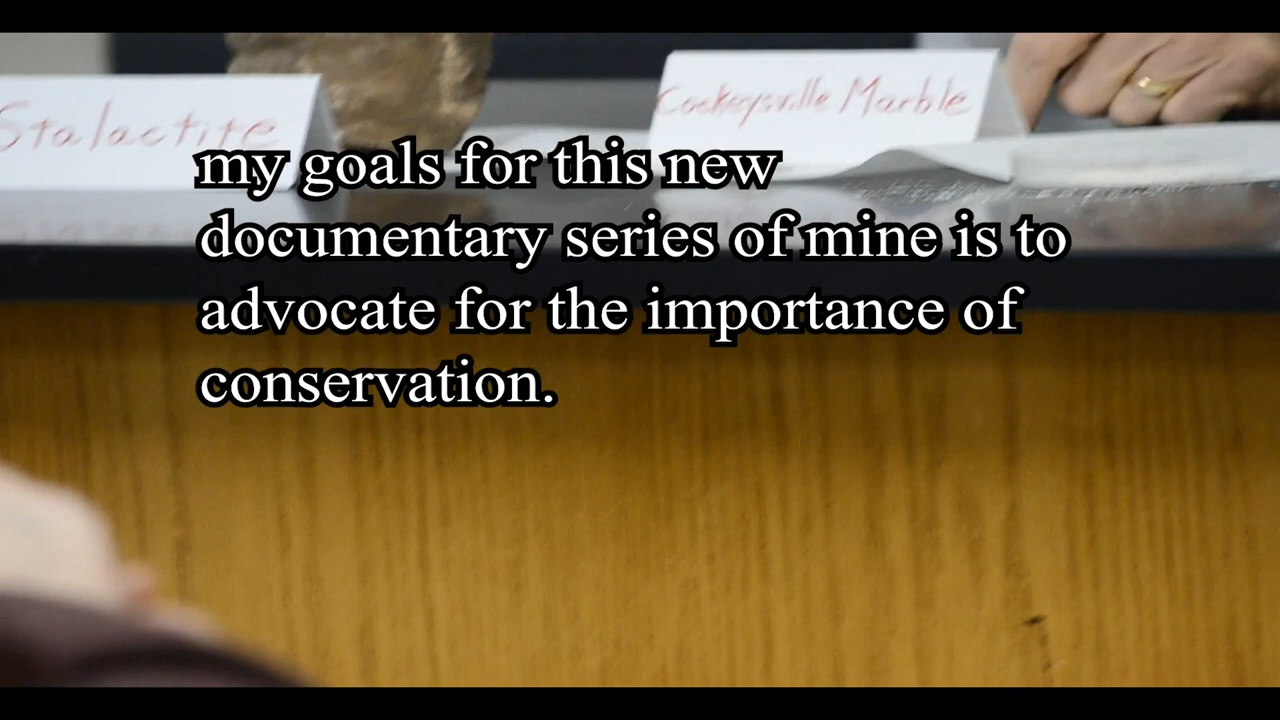 Stalactite
Cockeysville Marble
my goals for this new
documentary series of mine is to
advocate for the importance of
conservation.